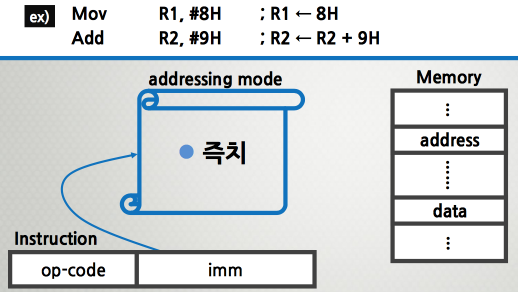 ex) Mov R1, #8H ; R1 ← 8H
Add R2, #9H ; R2 ← R2 + 9H
addressing mode
● 즉치
Memory
⋮
address
⋮
data
⋮
Instruction
op-code imm